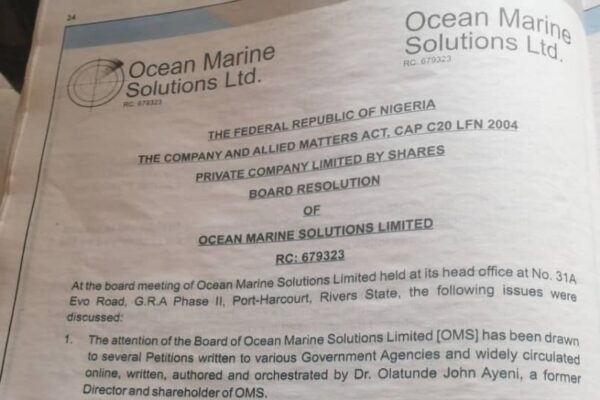 24
Ocean Marine
Solutions Ltd.
RC: 679323
Ocean Marine
Solutions Ltd.
RC: 679323
THE FEDERAL REPUBLIC OF NIGERIA
THE COMPANY AND ALLIED MATTERS ACT, CAP C20 LFN 2004
PRIVATE COMPANY LIMITED BY SHARES
BOARD RESOLUTION
OF
OCEAN MARINE SOLUTIONS LIMITED
RC: 679323
At the board meeting of Ocean Marine Solutions Limited held at its head office at No. 31A
Evo Road, G.R.A Phase II, Port-Harcourt, Rivers State, the following issues were
discussed:
1. The attention of the Board of Ocean Marine Solutions Limited [OMS] has been drawn
to several Petitions written to various Government Agencies and widely circulated
online, written, authored and orchestrated by Dr. Olatunde John Ayeni, a former
Director and shareholder of OMS.